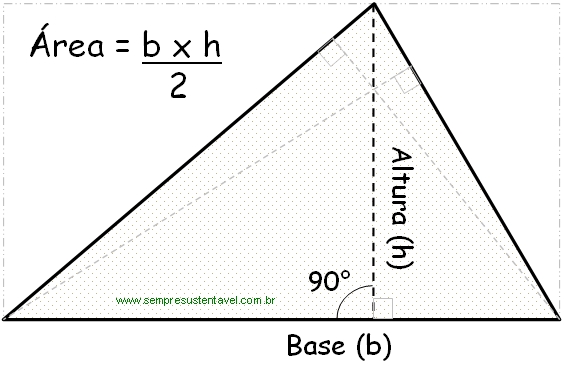 Área = b x h
2
Altura (h)
90°
www.sempresustentavel.com.br
Base (b)